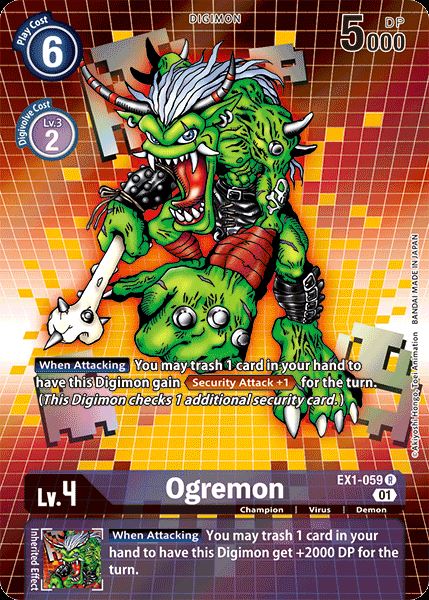 Play Cost
6
DIGIMON
DP
5000
Digivolve Cost
Lv.3
2
When Attacking You may trash 1 card in your hand to
have this Digimon gain Security Attack +1 for the turn.
(This Digimon checks 1 additional security card.)
©Akiyoshi Hongo, Toei Animation BANDAI MADE IN JAPAN
Lv.4
Ogremon
EX1-059 R
01
Champion | Virus | Demon
Inherited Effect
When Attacking You may trash 1 card in your
hand to have this Digimon get +2000 DP for the
turn.